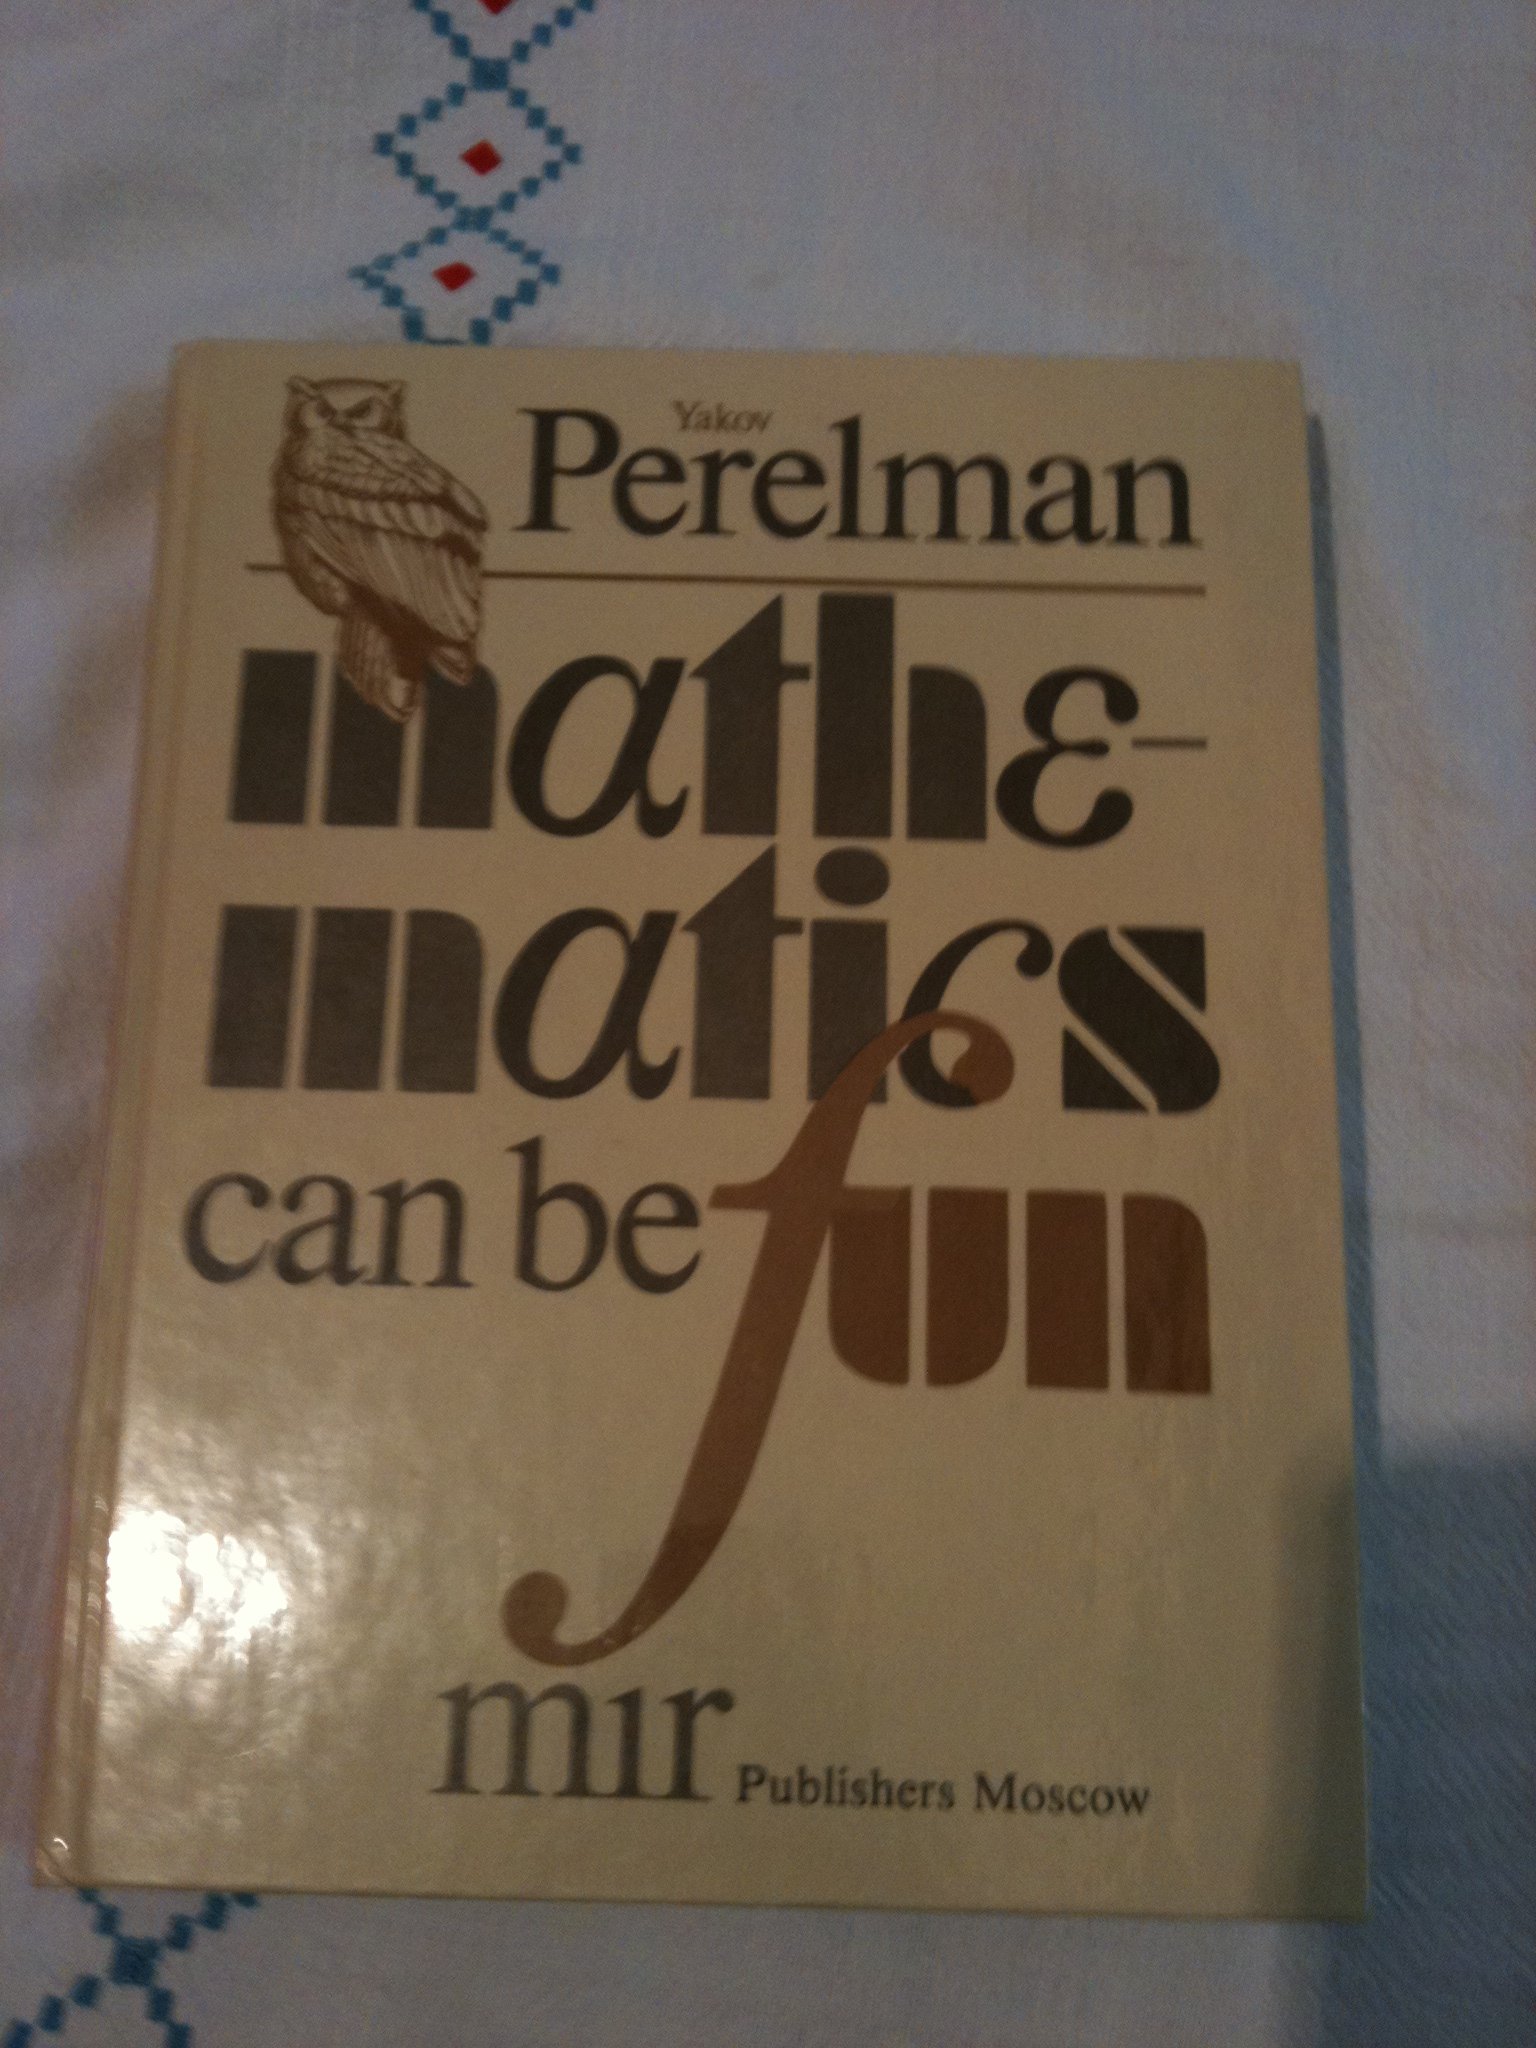 Yakov
Perelman
mathe-
matics
can be fun
mir Publishers Moscow